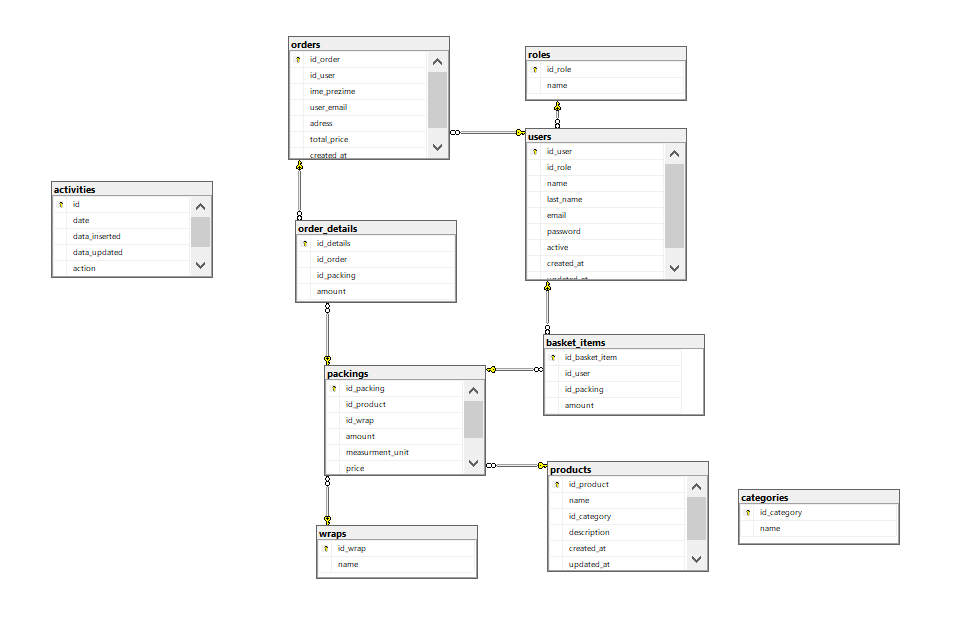 orders
id_order
id_user
ime_prezime
user_email
adress
total_price
created_at
roles
id_role
name
users
id_user
id_role
name
last_name
email
password
active
created_at
updated_at
activities
id
date
data_inserted
data_updated
action
order_details
id_details
id_order
id_packing
amount
basket_items
id_basket_item
id_user
id_packing
amount
packings
id_packing
id_product
id_wrap
amount
measurment_unit
price
products
id_product
name
id_category
description
created_at
updated_at
categories
id_category
name
wraps
id_wrap
name